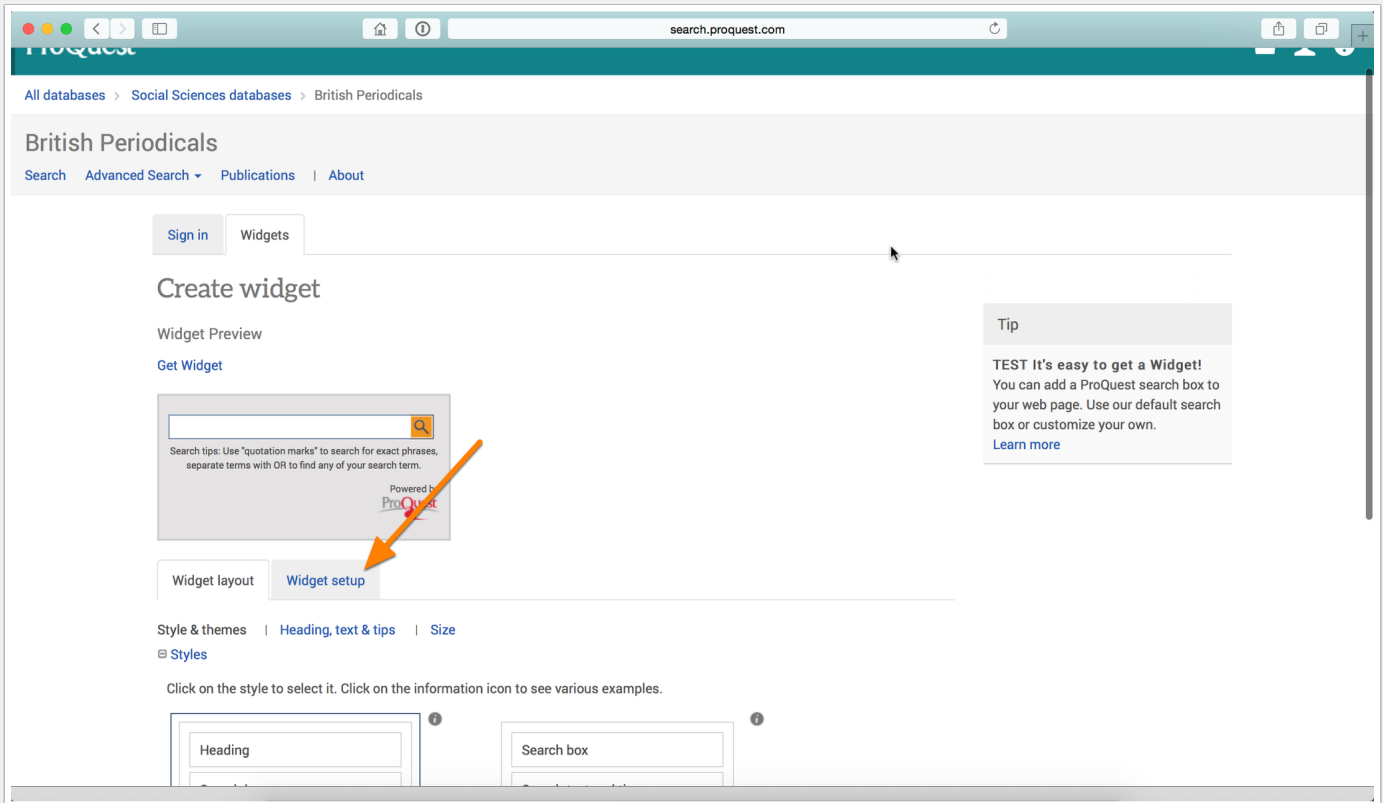 search.proquest.com
ProQuest
All databases > Social Sciences databases > British Periodicals
British Periodicals
Search Advanced Search Publications | About
Sign in Widgets
Create widget
Widget Preview
Get Widget
Search tips: Use "quotation marks" to search for exact phrases,
separate terms with OR to find any of your search term.
Powered by
ProQuest
Tip
TEST It's easy to get a Widget!
You can add a ProQuest search box to
your web page. Use our default search
box or customize your own.
Learn more
Widget layout Widget setup
Style & themes | Heading, text & tips | Size
Styles
Click on the style to select it. Click on the information icon to see various examples.
Heading
Search box